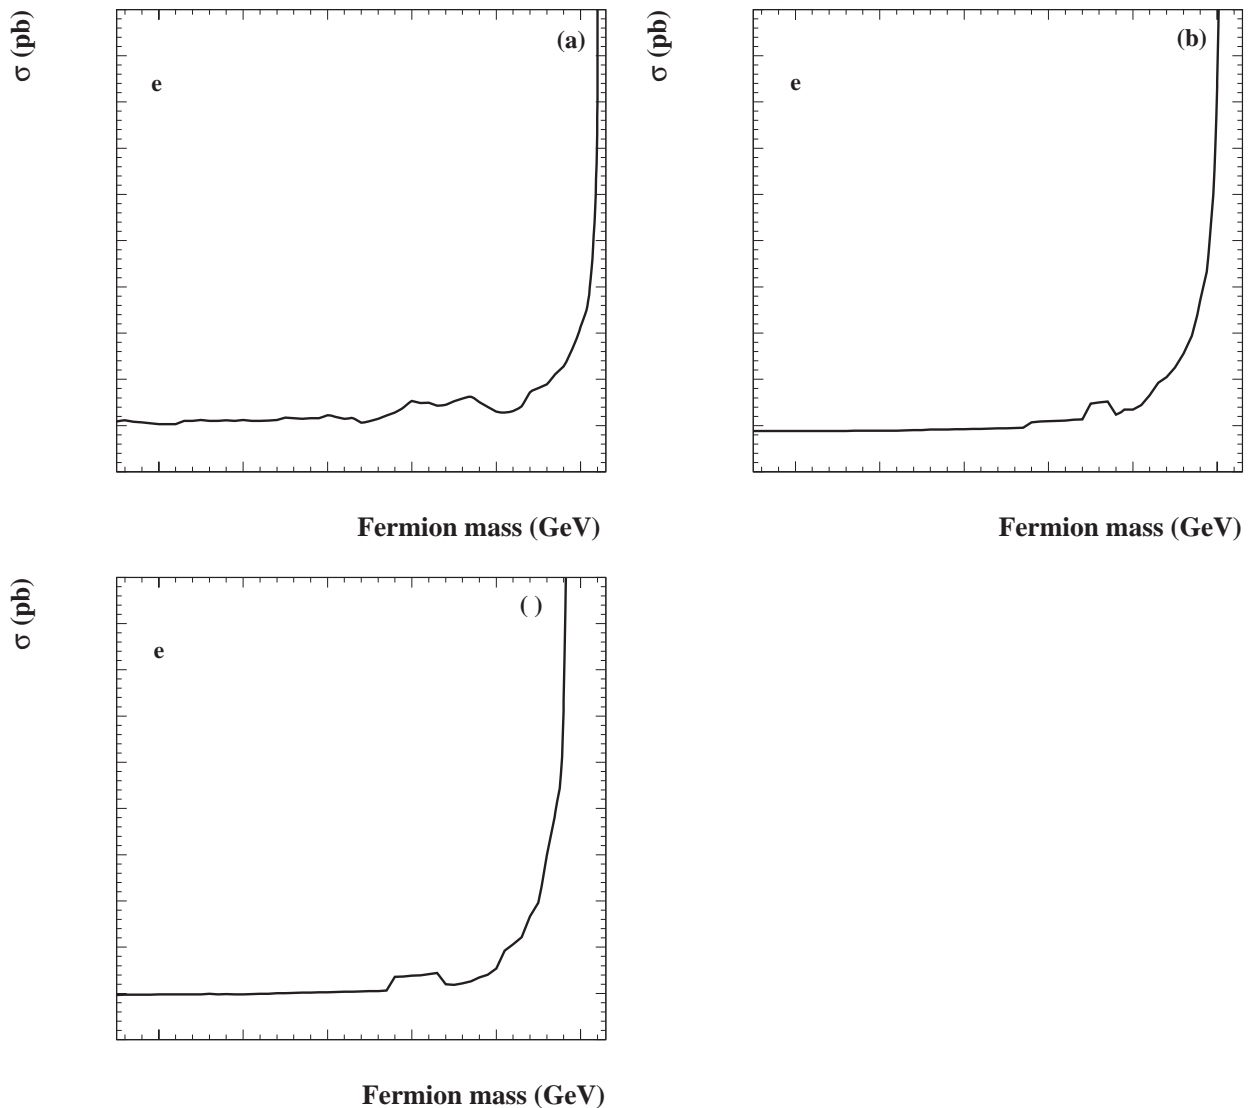 σ (pb)
(a)
e
Fermion mass (GeV)
σ (pb)
(b)
e
Fermion mass (GeV)
σ (pb)
( )
e
Fermion mass (GeV)